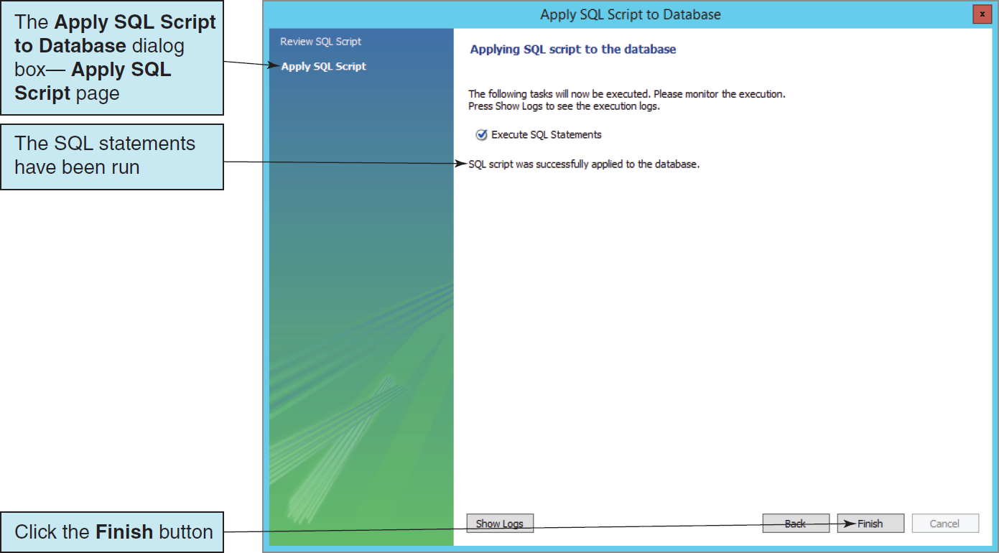 The Apply SQL Script
to Database dialog
box— Apply SQL
Script page
The SQL statements
have been run
Click the Finish button
Apply SQL Script to Database
x
Review SQL Script
Apply SQL Script
Applying SQL script to the database
The following tasks will now be executed. Please monitor the execution.
Press Show Logs to see the execution logs.
Execute SQL Statements
SQL script was successfully applied to the database.
Show Logs
Back
Finish
Cancel